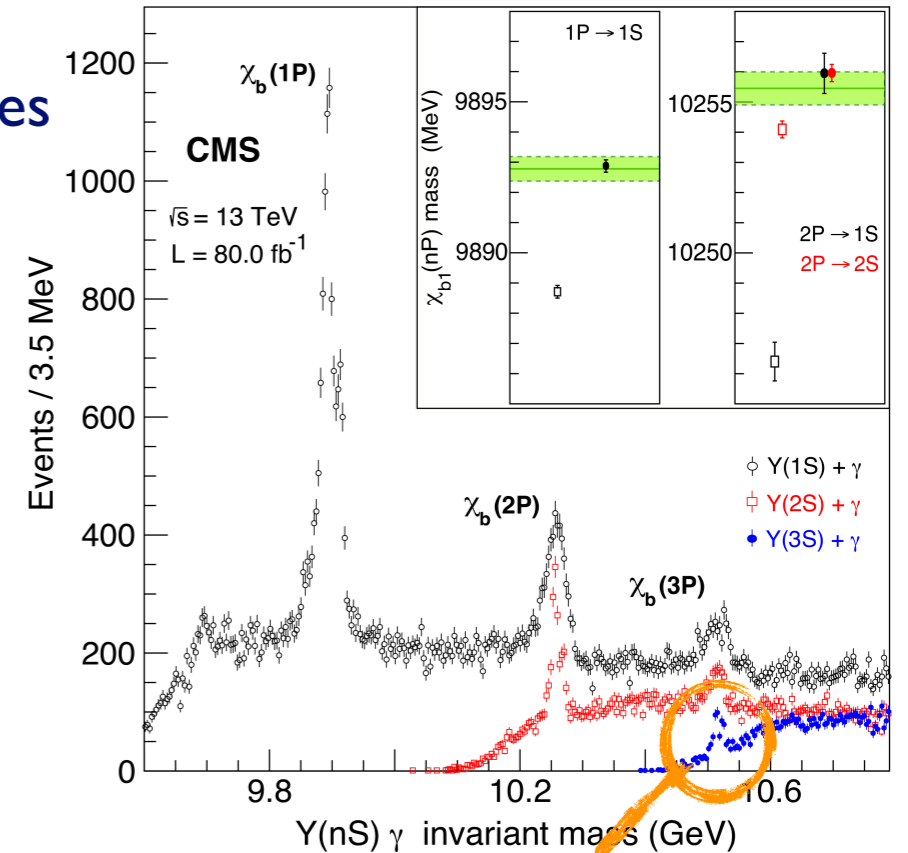 es
CMS
√s = 13 TeV
L = 80.0 fb⁻¹
χb(1P)
χb(2P)
χb(3P)
Events / 3.5 MeV
1200
1000
800
600
400
200
0
9.8
10.2
10.6
Y(nS) γ invariant mass (GeV)
χb1(nP) mass (MeV)
1P → 1S
9895
9890
10255
10250
2P → 1S
2P → 2S
Y(1S) + γ
Y(2S) + γ
Y(3S) + γ